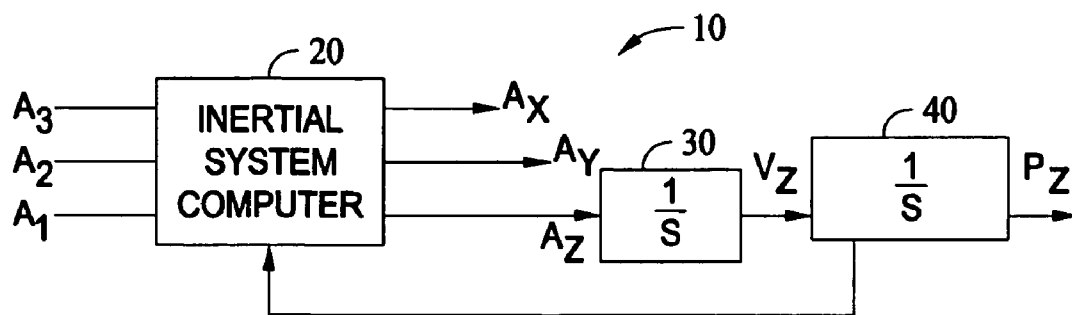 10
20
A3
A2
A1
INERTIAL
SYSTEM
COMPUTER
AX
AY
AZ
30
1
S
VZ
40
1
S
PZ